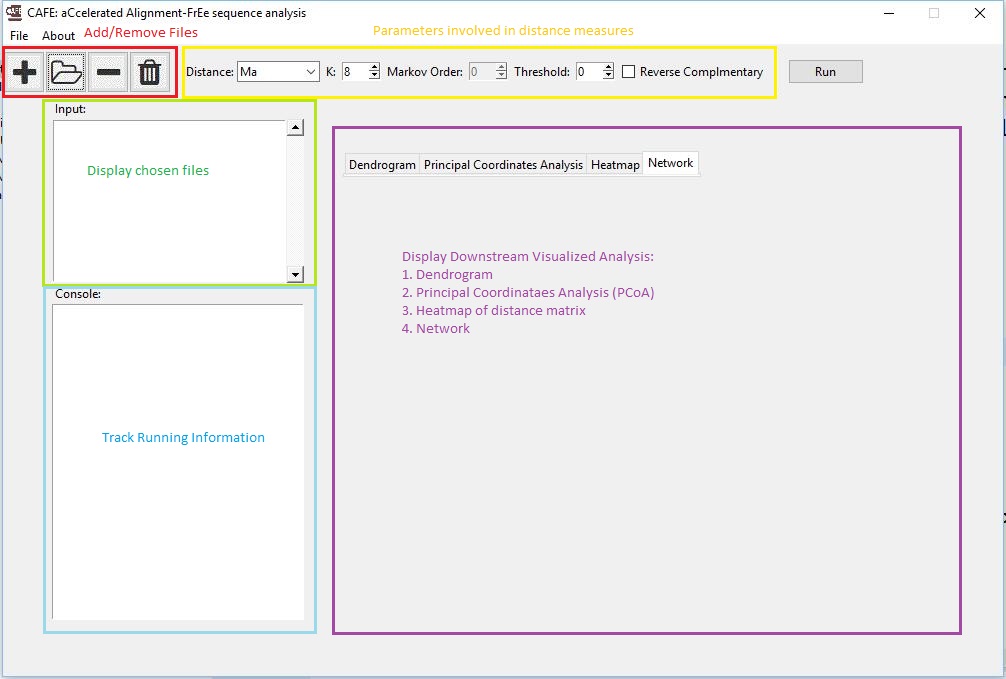 CAFE: aCcelerated Alignment-FrEe sequence analysis
File About Add/Remove Files
Parameters involved in distance measures
Distance: Ma K: 8 Markov Order: 0 Threshold: 0 Reverse Complmentary Run
Input:
Display chosen files
Dendrogram Principal Coordinates Analysis Heatmap Network
Display Downstream Visualized Analysis:
1. Dendrogram
2. Principal Coordinataes Analysis (PCoA)
3. Heatmap of distance matrix
4. Network
Console:
Track Running Information